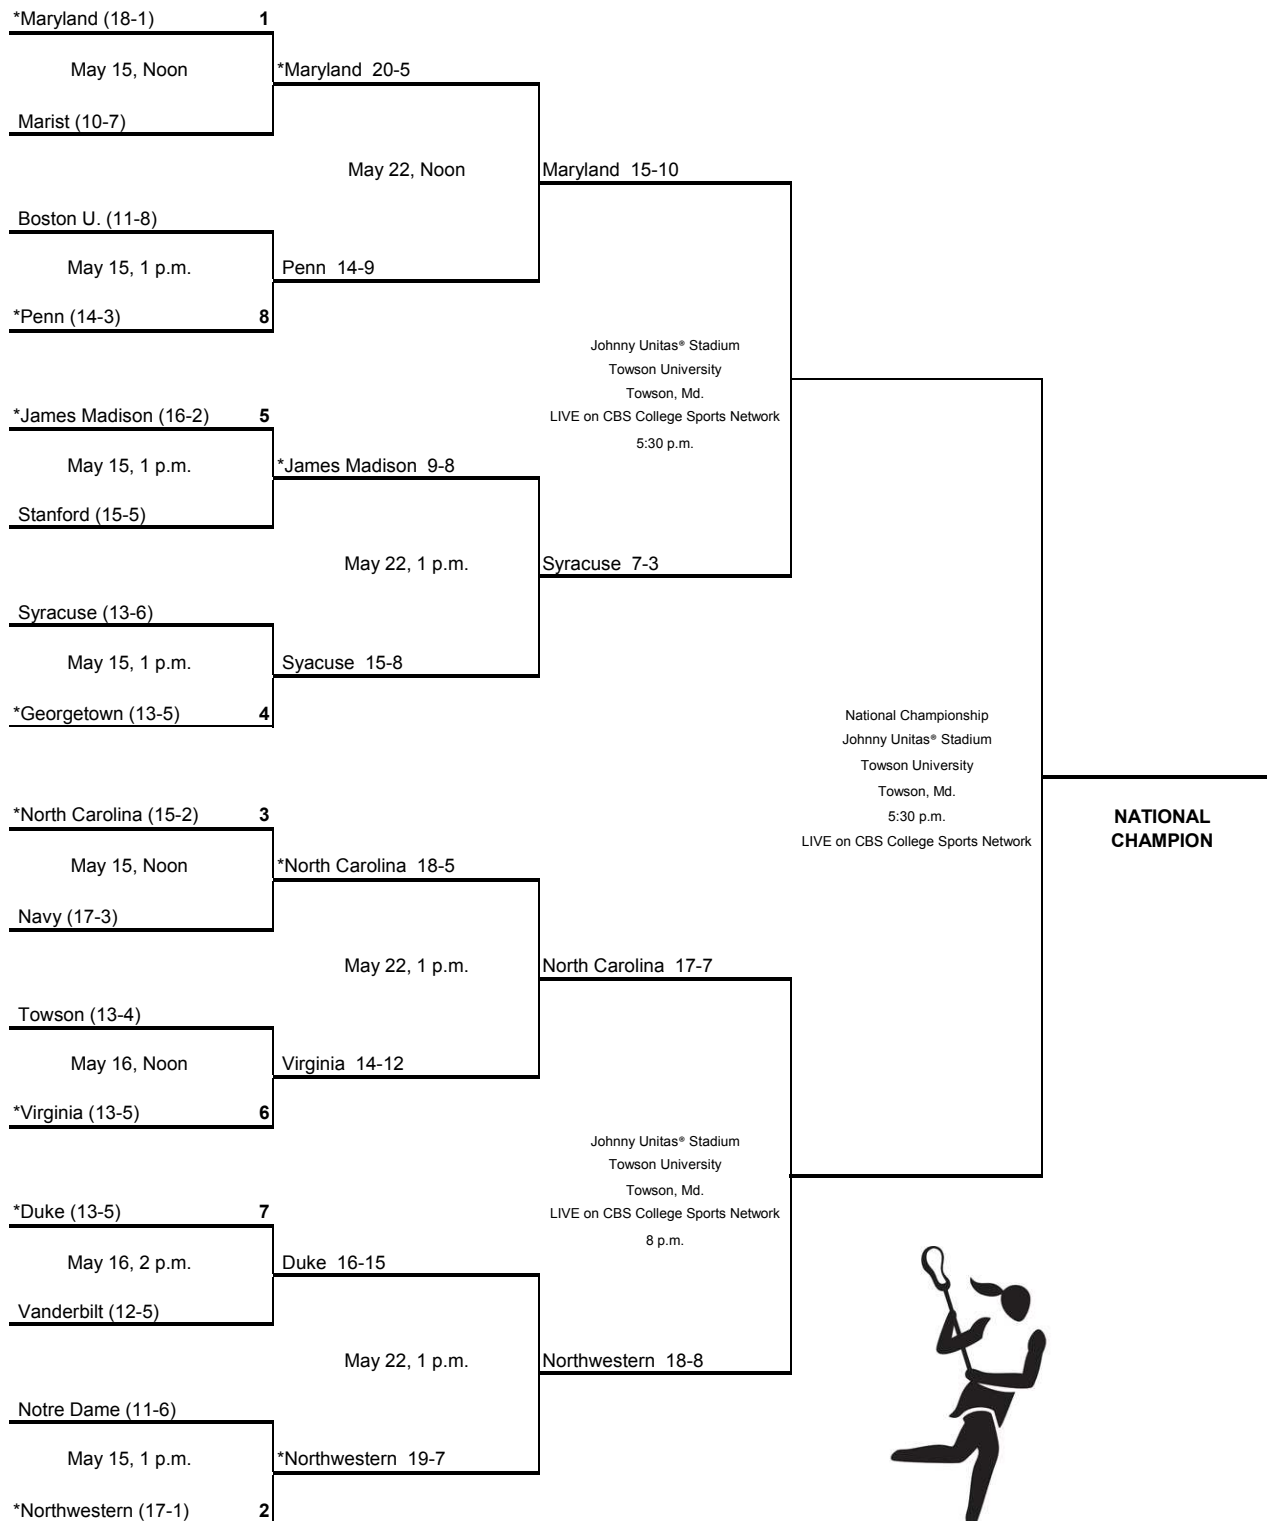 *Maryland (18-1) 1
May 15, Noon
*Maryland 20-5
Marist (10-7)
May 22, Noon
Maryland 15-10
Boston U. (11-8)
May 15, 1 p.m.
Penn 14-9
*Penn (14-3) 8
Johnny Unitas® Stadium
Towson University
Towson, Md.
LIVE on CBS College Sports Network
5:30 p.m.
*James Madison (16-2) 5
May 15, 1 p.m.
*James Madison 9-8
Stanford (15-5)
May 22, 1 p.m.
Syracuse 7-3
Syracuse (13-6)
May 15, 1 p.m.
Syacuse 15-8
*Georgetown (13-5) 4
National Championship
Johnny Unitas® Stadium
Towson University
Towson, Md.
5:30 p.m.
LIVE on CBS College Sports Network
NATIONAL
CHAMPION
*North Carolina (15-2) 3
May 15, Noon
*North Carolina 18-5
Navy (17-3)
May 22, 1 p.m.
North Carolina 17-7
Towson (13-4)
May 16, Noon
Virginia 14-12
*Virginia (13-5) 6
Johnny Unitas® Stadium
Towson University
Towson, Md.
LIVE on CBS College Sports Network
8 p.m.
*Duke (13-5) 7
May 16, 2 p.m.
Duke 16-15
Vanderbilt (12-5)
May 22, 1 p.m.
Northwestern 18-8
Notre Dame (11-6)
May 15, 1 p.m.
*Northwestern 19-7
*Northwestern (17-1) 2